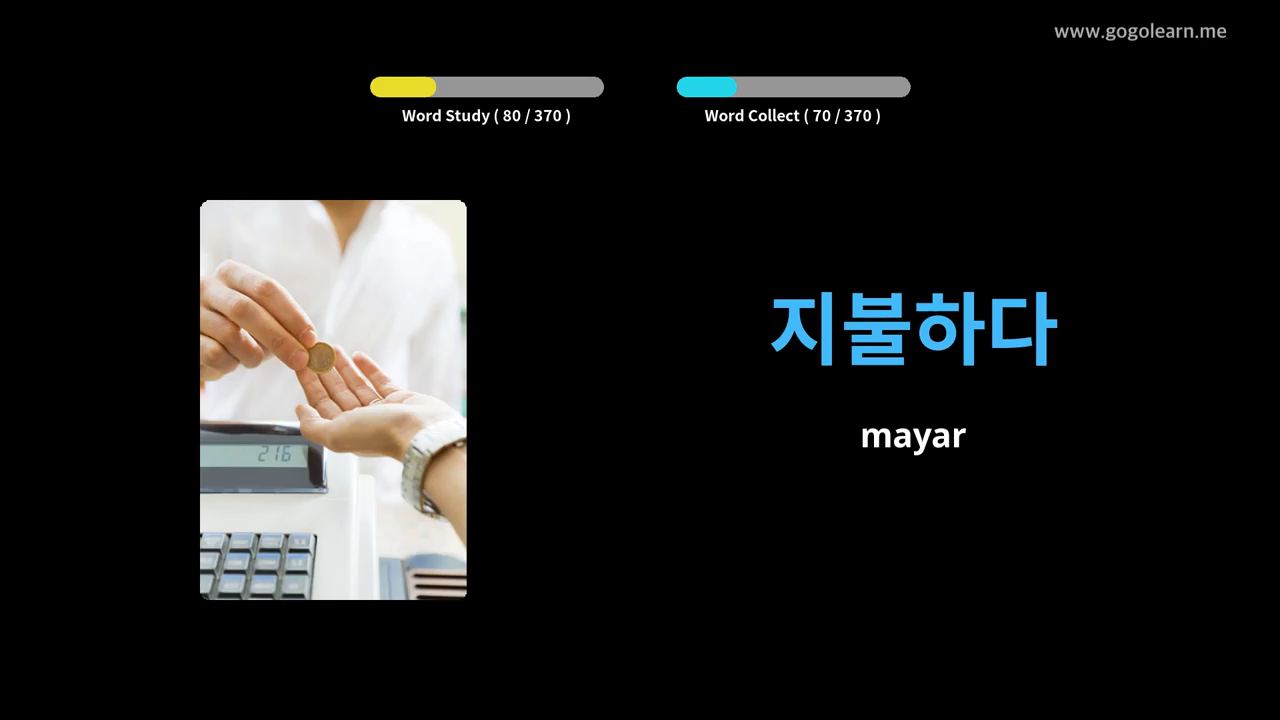 www.gogolearn.me
Word Study ( 80 / 370 )
Word Collect ( 70 / 370 )
지불하다
mayar
216